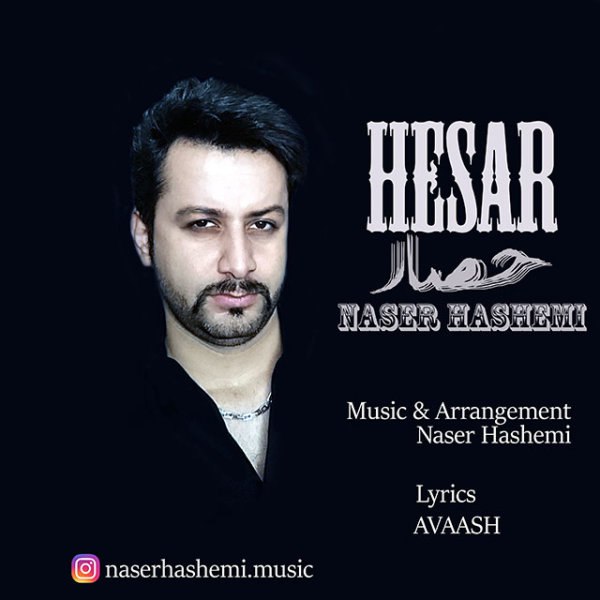 HESAR
حصار
NASER HASHEMI
Music & Arrangement
Naser Hashemi
Lyrics
AVAASH
naserhashemi.music